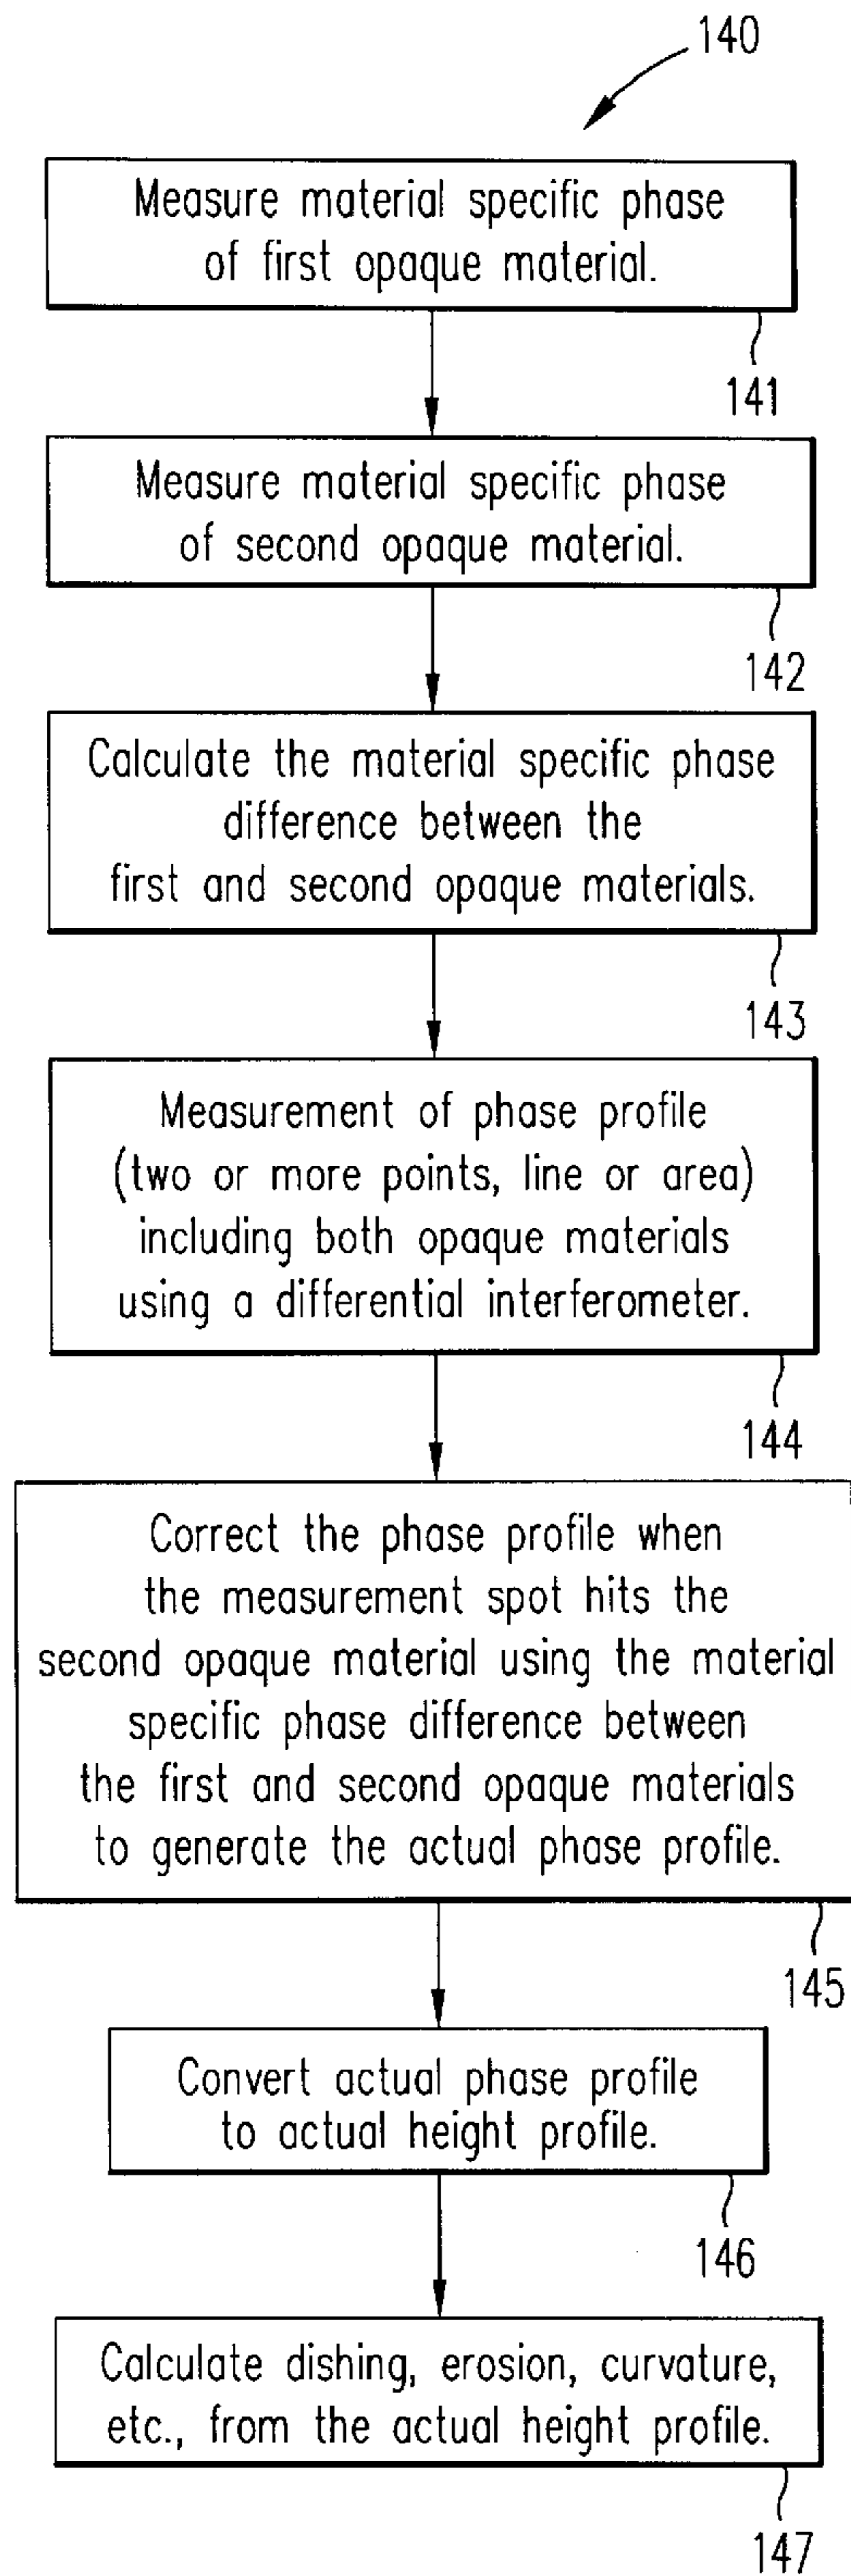 140
Measure material specific phase
of first opaque material.
141
Measure material specific phase
of second opaque material.
142
Calculate the material specific phase
difference between the
first and second opaque materials.
143
Measurement of phase profile
(two or more points, line or area)
including both opaque materials
using a differential interferometer.
144
Correct the phase profile when
the measurement spot hits the
second opaque material using the material
specific phase difference between
the first and second opaque materials
to generate the actual phase profile.
145
Convert actual phase profile
to actual height profile.
146
Calculate dishing, erosion, curvature,
etc., from the actual height profile.
147